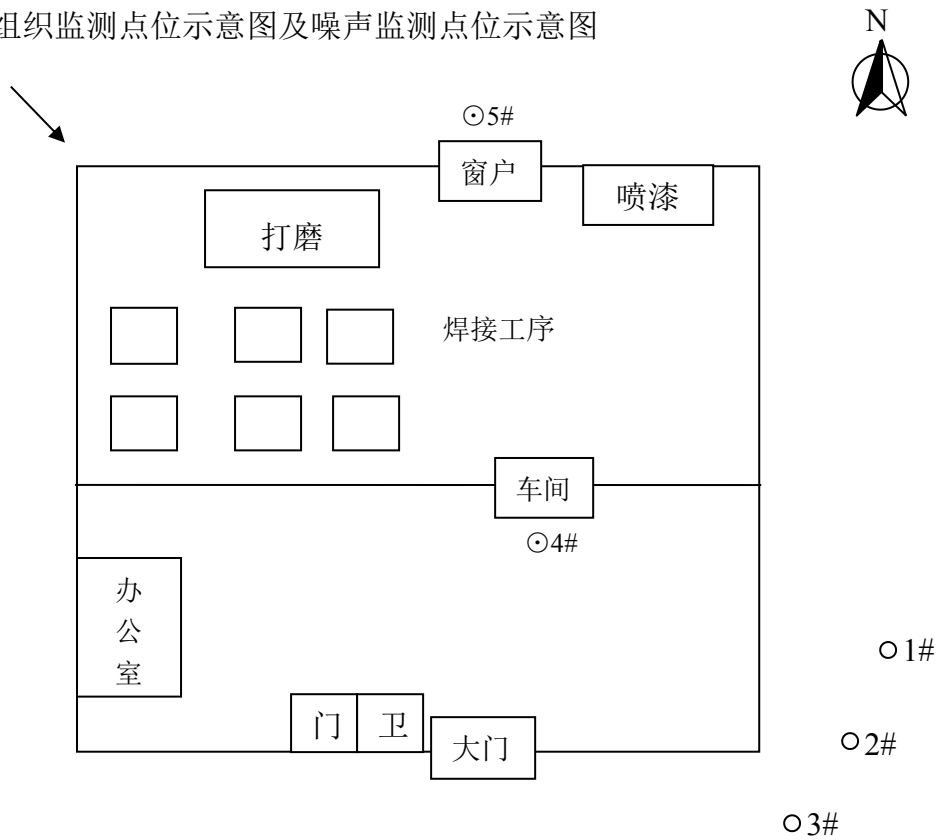 组织监测点位示意图及噪声监测点位示意图
N
⊙5#
窗户
喷漆
打磨
焊接工序
车间
⊙4#
办
公
室
○1#
门 卫
大门
○2#
○3#